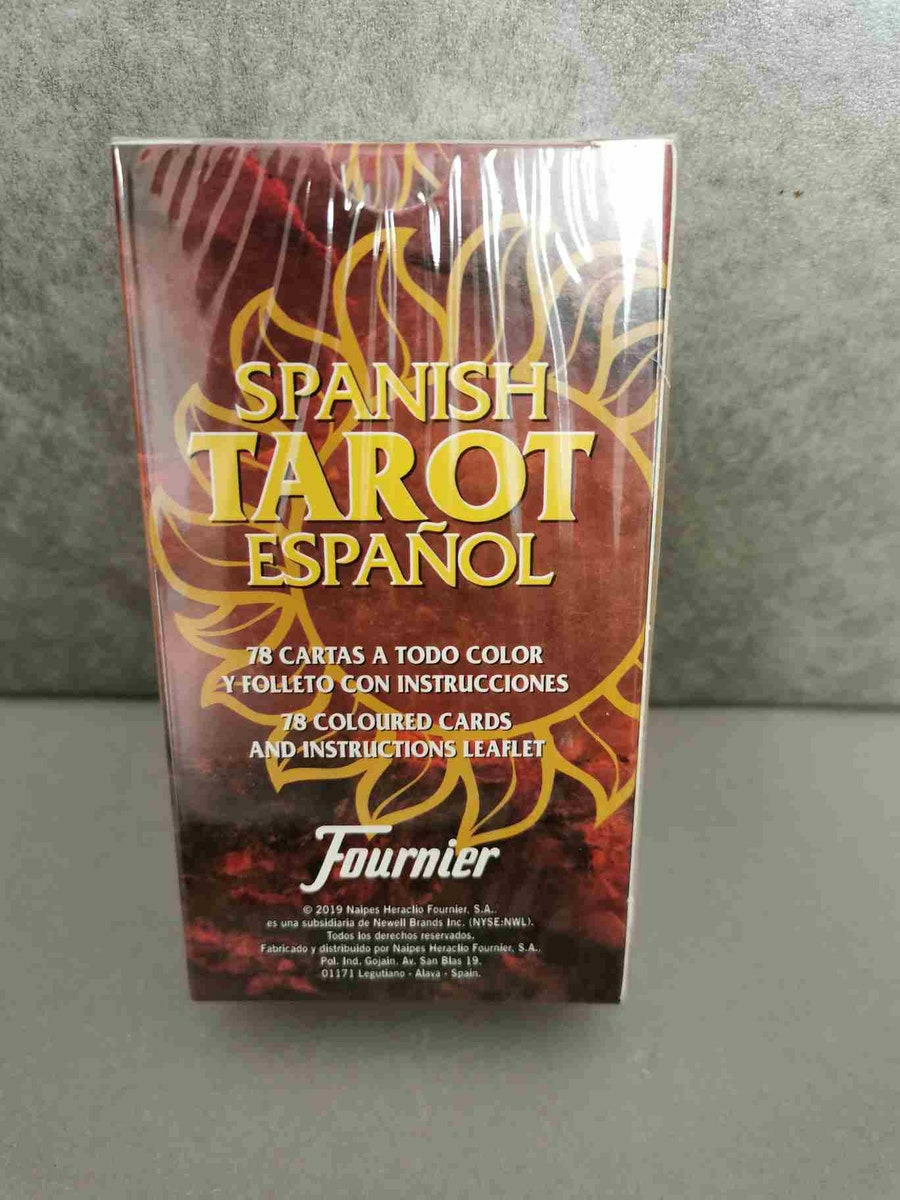 SPANISH
TAROT
ESPAÑOL
78 CARTAS A TODO COLOR
Y FOLLETO CON INSTRUCCIONES
78 COLOURED CARDS
AND INSTRUCTIONS LEAFLET
Fournier
© 2019 Naipes Heraclio Fournier, S.A..
es una subsidiaria de Newell Brands Inc. (NYSE:NWL).
Todos los derechos reservados.
Fabricado y distribuido por Naipes Heraclio Fournier, S.A..
Pol. Ind. Gojain. Av. San Blas 19.
01171 Legutiano - Alava - Spain.